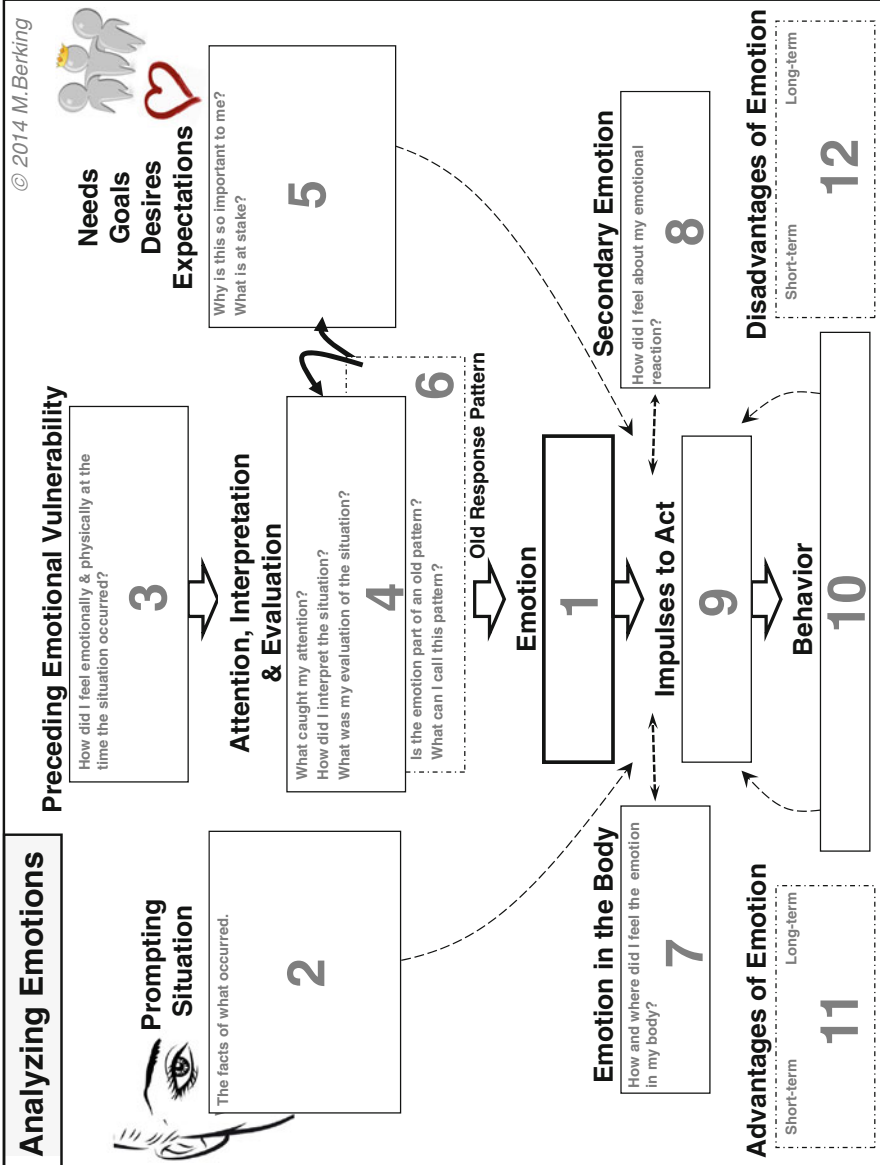 Analyzing Emotions
© 2014 M.Berking
Prompting
Situation
The facts of what occurred.
2
Preceding Emotional Vulnerability
How did I feel emotionally & physically at the
time the situation occurred?
3
Needs
Goals
Desires
Expectations
Why is this so important to me?
What is at stake?
5
Attention, Interpretation
& Evaluation
What caught my attention?
How did I interpret the situation?
What was my evaluation of the situation?
4
Is the emotion part of an old pattern?
What can I call this pattern?
6
Old Response Pattern
Emotion
1
Emotion in the Body
How and where did I feel the emotion
in my body?
7
Impulses to Act
9
Secondary Emotion
How did I feel about my emotional
reaction?
8
Behavior
10
Advantages of Emotion
Short-term Long-term
11
Disadvantages of Emotion
Short-term Long-term
12